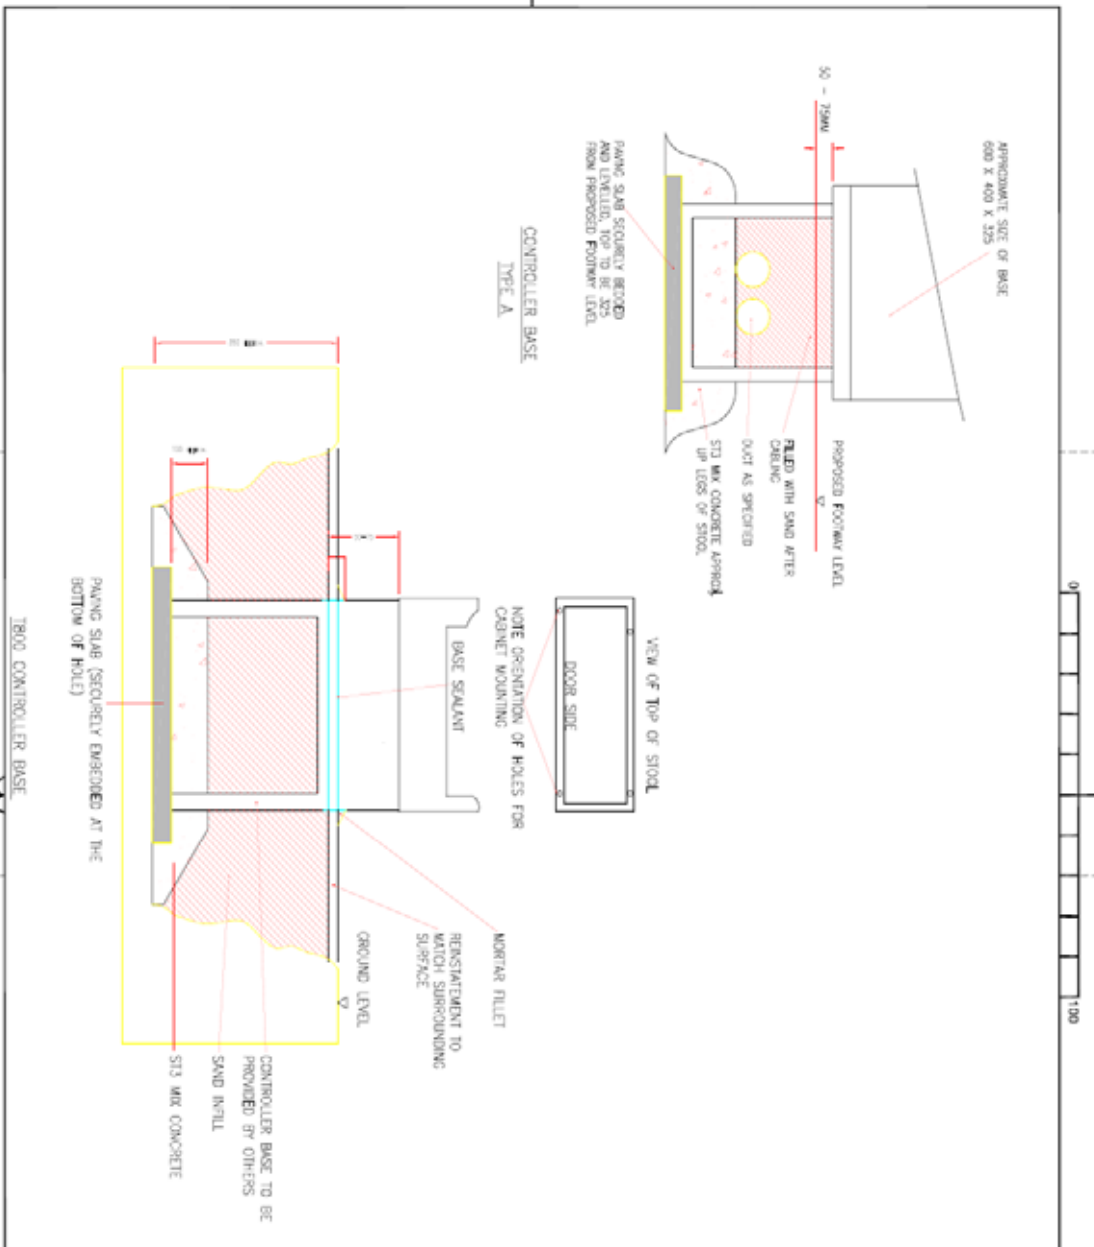 0
100
APPROXIMATE SIZE OF BASE
600 X 400 X 325
50 - 75MM
PROPOSED FOOTWAY LEVEL
FILLED WITH SAND AFTER
CABLING
DUCT AS SPECIFIED
ST3 MIX CONCRETE APPROX.
UP LEGS OF STOOL
PAVING SLAB SECURELY BEDDED
AND LEVELLED, TOP TO BE 325
FROM PROPOSED FOOTWAY LEVEL
CONTROLLER BASE
TYPE A
VIEW OF TOP OF STOOL
DOOR SIDE
NOTE ORIENTATION OF HOLES FOR
CABINET MOUNTING
BASE SEALANT
MORTAR FILLET
REINSTATEMENT TO
MATCH SURROUNDING
SURFACE
GROUND LEVEL
CONTROLLER BASE TO BE
PROVIDED BY OTHERS
SAND INFILL
ST3 MIX CONCRETE
PAVING SLAB (SECURELY EMBEDDED AT THE
BOTTOM OF HOLE)
T800 CONTROLLER BASE